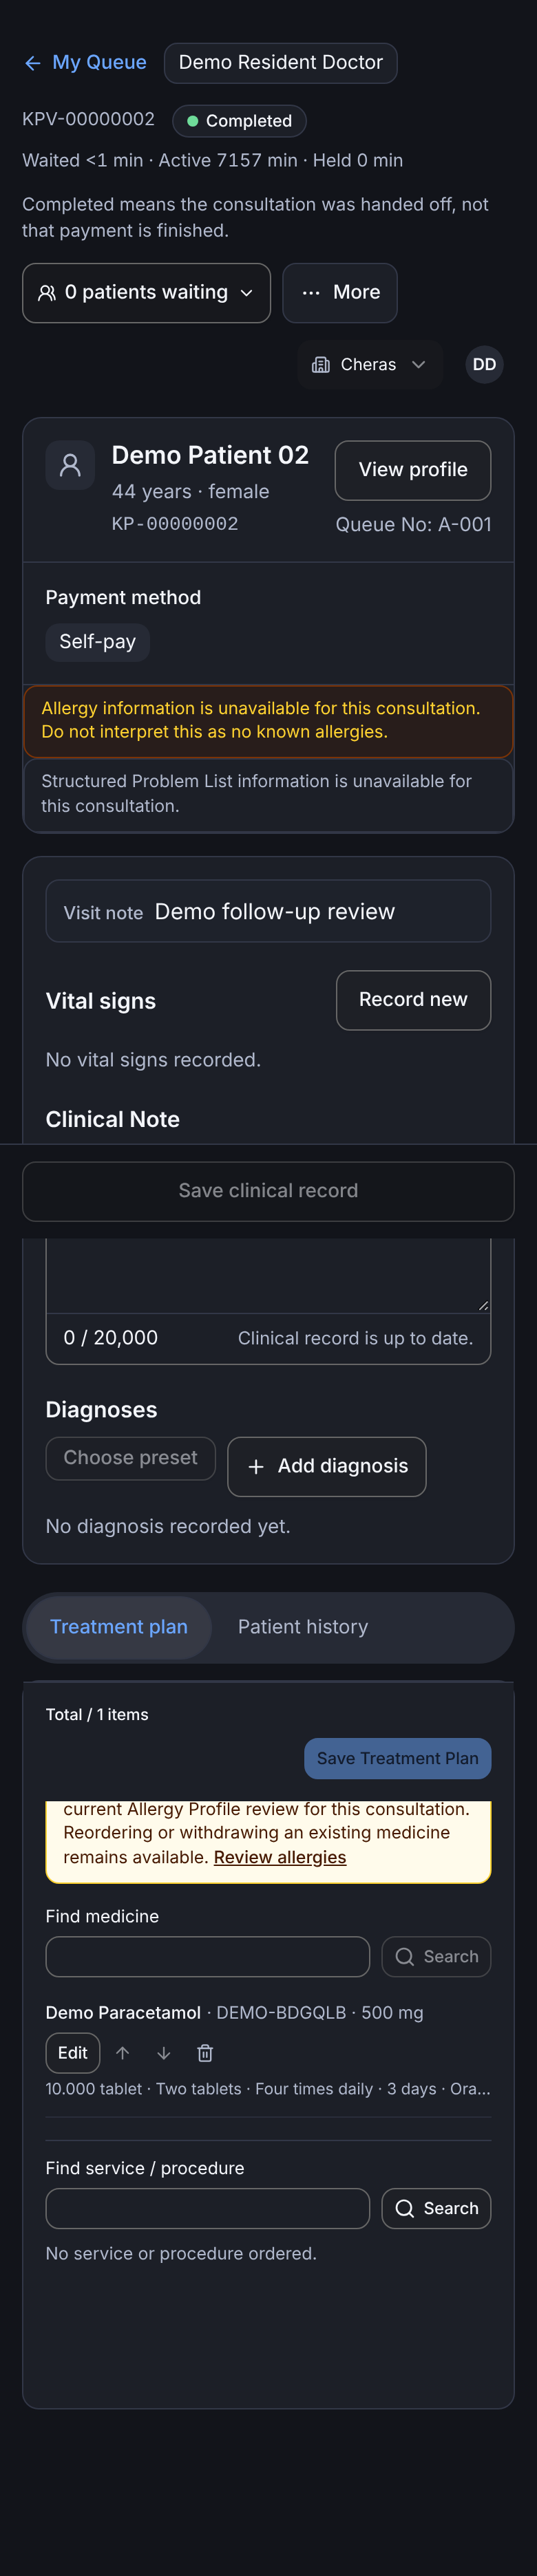 My Queue
Demo Resident Doctor
KPV-00000002
Completed
Waited <1 min · Active 7157 min · Held 0 min
Completed means the consultation was handed off, not
that payment is finished.
0 patients waiting
More
Cheras
DD
Demo Patient 02
View profile
44 years · female
KP-00000002
Queue No: A-001
Payment method
Self-pay
Allergy information is unavailable for this consultation.
Do not interpret this as no known allergies.
Structured Problem List information is unavailable for
this consultation.
Visit note Demo follow-up review
Vital signs
Record new
No vital signs recorded.
Clinical Note
Save clinical record
0 / 20,000
Clinical record is up to date.
Diagnoses
Choose preset
Add diagnosis
No diagnosis recorded yet.
Treatment plan
Patient history
Total / 1 items
Save Treatment Plan
current Allergy Profile review for this consultation.
Reordering or withdrawing an existing medicine
remains available. Review allergies
Find medicine
Search
Demo Paracetamol · DEMO-BDGQLB · 500 mg
Edit
10.000 tablet · Two tablets · Four times daily · 3 days · Ora...
Find service / procedure
Search
No service or procedure ordered.